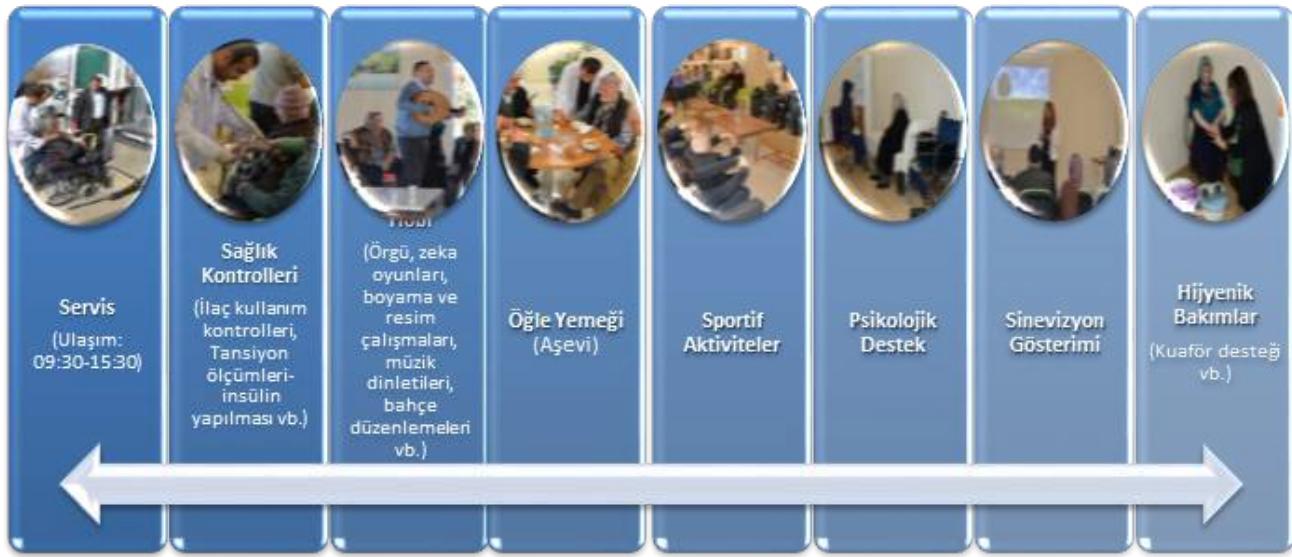 Servis
(Ulaşım:
09:30-15:30)
Sağlık
Kontrolleri
(İlaç kullanım
kontrolleri,
Tansiyon
ölçümleri-
insülin
yapılması vb.)
Hobi
(Örgü, zeka
oyunları,
boyama ve
resim
çalışmaları,
müzik
dinletileri,
bahçe
düzenlemeleri
vb.)
Öğle Yemeği
(Aşevi)
Sportif
Aktiviteler
Psikolojik
Destek
Sinevizyon
Gösterimi
Hijyenik
Bakımlar
(Kuaför desteği
vb.)